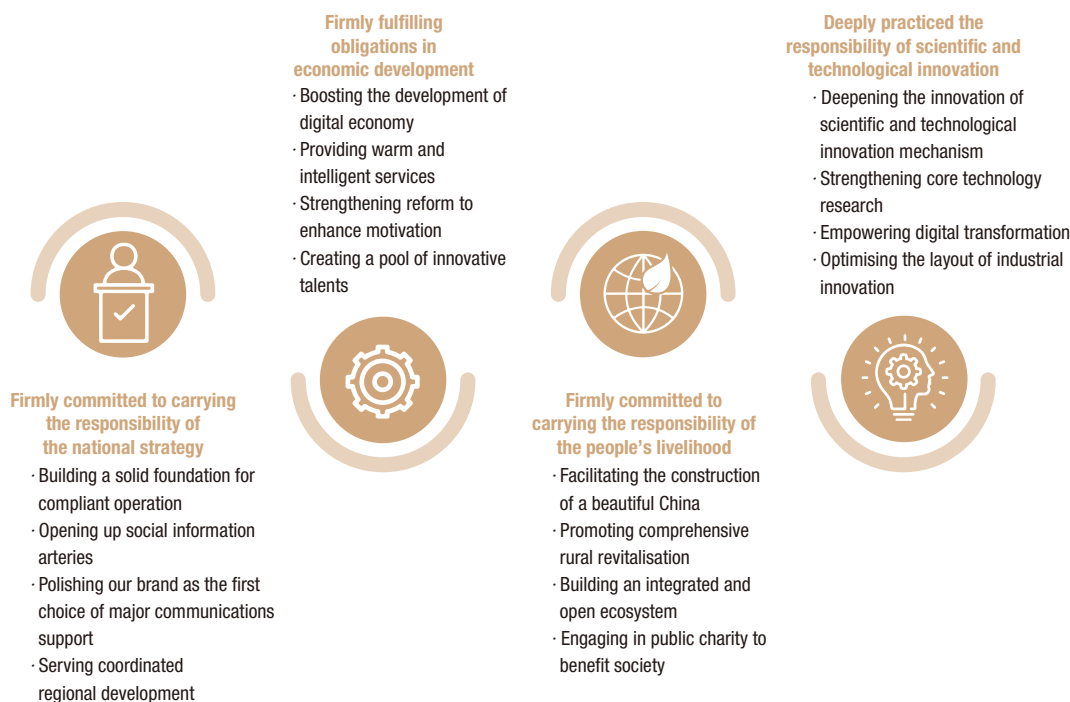 Firmly committed to carrying
the responsibility of
the national strategy
· Building a solid foundation for
compliant operation
· Opening up social information
arteries
· Polishing our brand as the first
choice of major communications
support
· Serving coordinated
regional development
Firmly fulfilling
obligations in
economic development
· Boosting the development of
digital economy
· Providing warm and
intelligent services
· Strengthening reform to
enhance motivation
· Creating a pool of innovative
talents
Firmly committed to
carrying the responsibility of
the people's livelihood
· Facilitating the construction
of a beautiful China
· Promoting comprehensive
rural revitalisation
· Building an integrated and
open ecosystem
· Engaging in public charity to
benefit society
Deeply practiced the
responsibility of scientific and
technological innovation
· Deepening the innovation of
scientific and technological
innovation mechanism
· Strengthening core technology
research
· Empowering digital transformation
· Optimising the layout of industrial
innovation